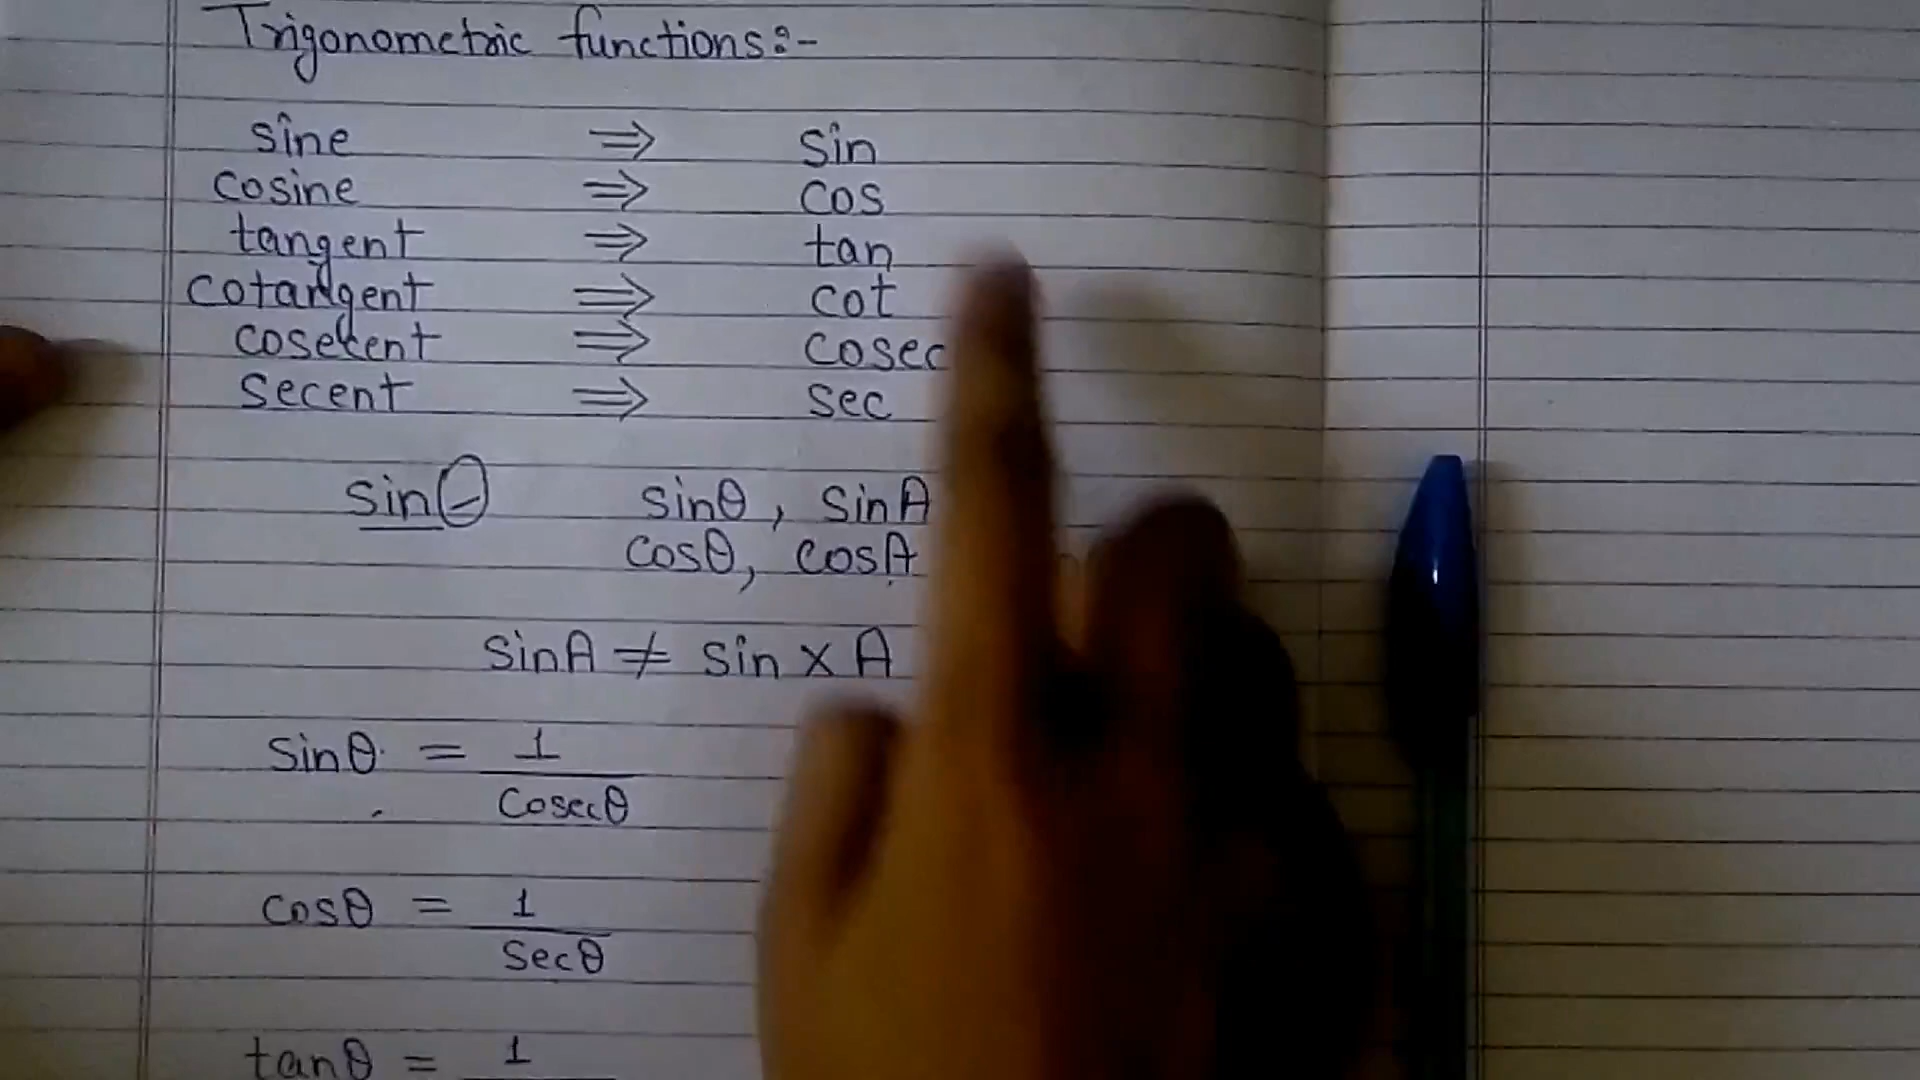 Trigonometric functions:-
sine ⇒ sin
cosine ⇒ cos
tangent ⇒ tan
cotangent ⇒ cot
cosecent ⇒ cosec
secent ⇒ sec
sinθ sinθ, sinA
cosθ, cosA
sinA ≠ sin × A
sinθ = 1
cosecθ
cosθ = 1
secθ
tanθ = 1